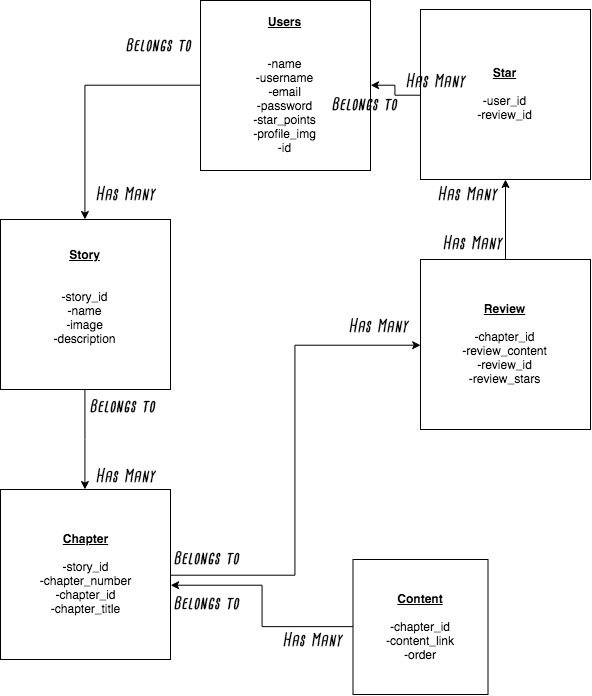 Users
-name
-username
-email
-password
-star_points
-profile_img
-id
Belongs to
Has Many
Star
-user_id
-review_id
Has Many
Belongs to
Has Many
Has Many
Story
-story_id
-name
-image
-description
Review
-chapter_id
-review_content
-review_id
-review_stars
Has Many
Belongs to
Has Many
Chapter
-story_id
-chapter_number
-chapter_id
-chapter_title
Belongs to
Belongs to
Has Many
Content
-chapter_id
-content_link
-order